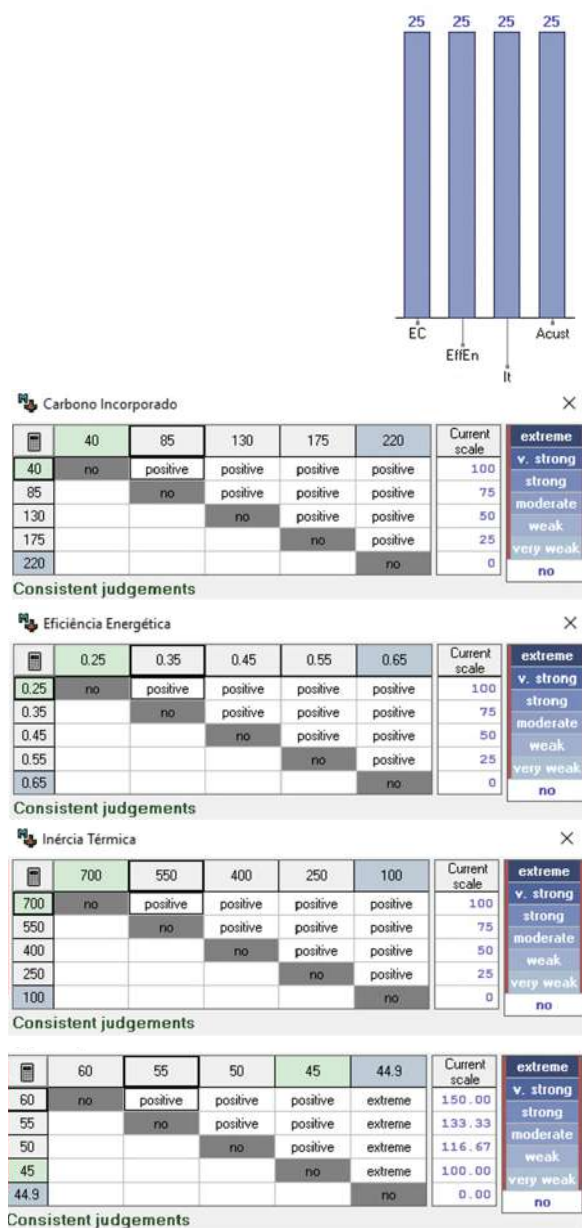 25 25 25 25
EC EffEn It Acust
Carbono Incorporado
40 85 130 175 220 Current scale extreme
40 no positive positive positive positive 100 v. strong
85 no positive positive positive 75 strong
130 no positive positive 50 moderate
175 no positive 25 weak
220 no 0 very weak
no
Consistent judgements
Eficiência Energética
0.25 0.35 0.45 0.55 0.65 Current scale extreme
0.25 no positive positive positive positive 100 v. strong
0.35 no positive positive positive 75 strong
0.45 no positive positive 50 moderate
0.55 no positive 25 weak
0.65 no 0 very weak
no
Consistent judgements
Inércia Térmica
700 550 400 250 100 Current scale extreme
700 no positive positive positive positive 100 v. strong
550 no positive positive positive 75 strong
400 no positive positive 50 moderate
250 no positive 25 weak
100 no 0 very weak
no
Consistent judgements
60 55 50 45 44.9 Current scale extreme
60 no positive positive positive extreme 150.00 v. strong
55 no positive positive extreme 133.33 strong
50 no positive extreme 116.67 moderate
45 no extreme 100.00 weak
44.9 no 0.00 very weak
no
Consistent judgements